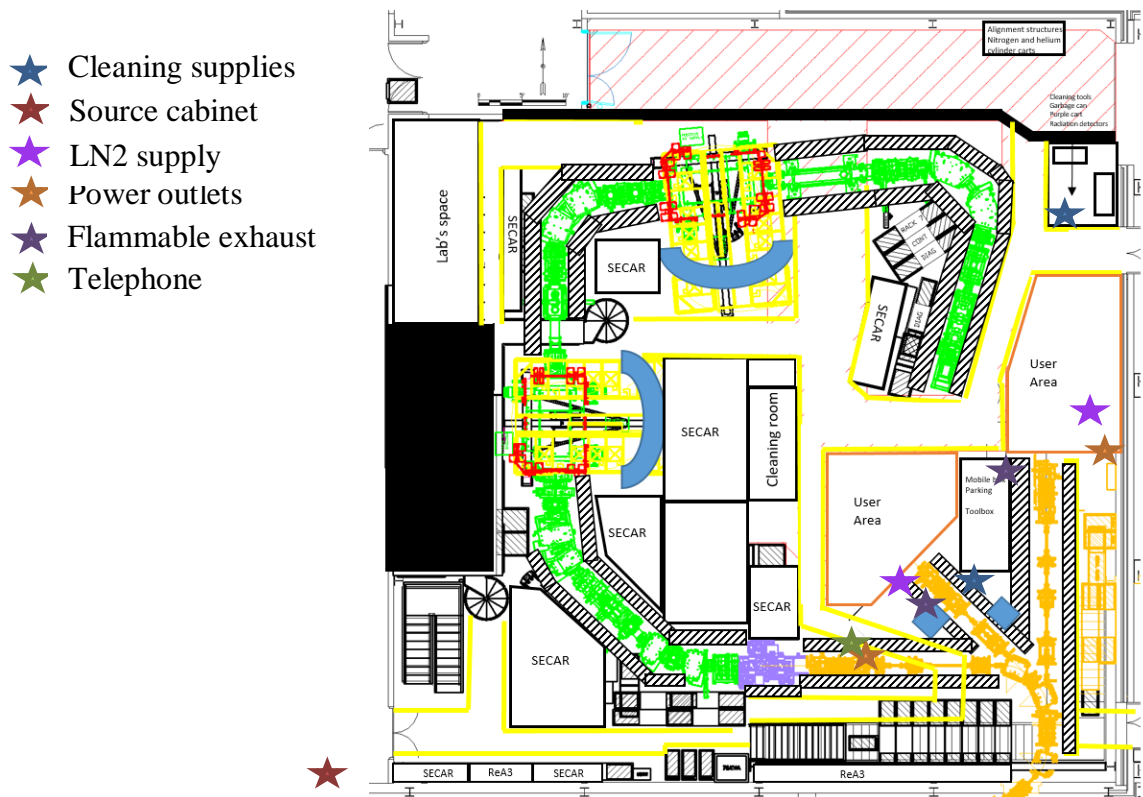 Cleaning supplies
Source cabinet
LN2 supply
Power outlets
Flammable exhaust
Telephone
Alignment structures
Nitrogen and helium
cylinder carts
Cleaning tools
Garbage can
Purple cart
Radiation detectors
Lab's space
SECAR
SECAR
RACK 7
CONT
DIAG
DIAG
SECAR
User
Area
SECAR
Cleaning room
User
Area
Mobile
Parking
Toolbox
SECAR
SECAR
SECAR
SECAR
ReA3
SECAR
ReA3